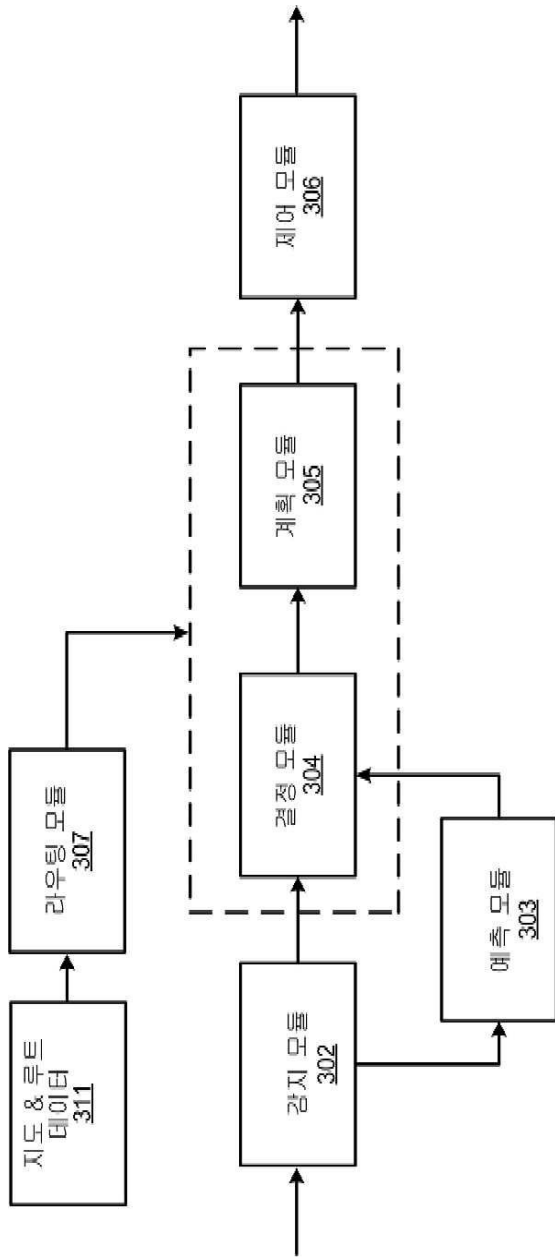 지도 & 루트
데이터
311
라우팅 모듈
307
감지 모듈
302
예측 모듈
303
결정 모듈
304
계획 모듈
305
제어 모듈
306